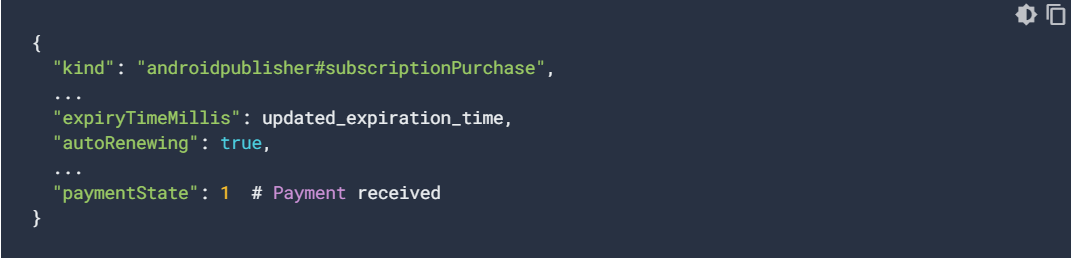 {
"kind": "androidpublisher#subscriptionPurchase",
...
"expiryTimeMillis": updated_expiration_time,
"autoRenewing": true,
...
"paymentState": 1  # Payment received
}